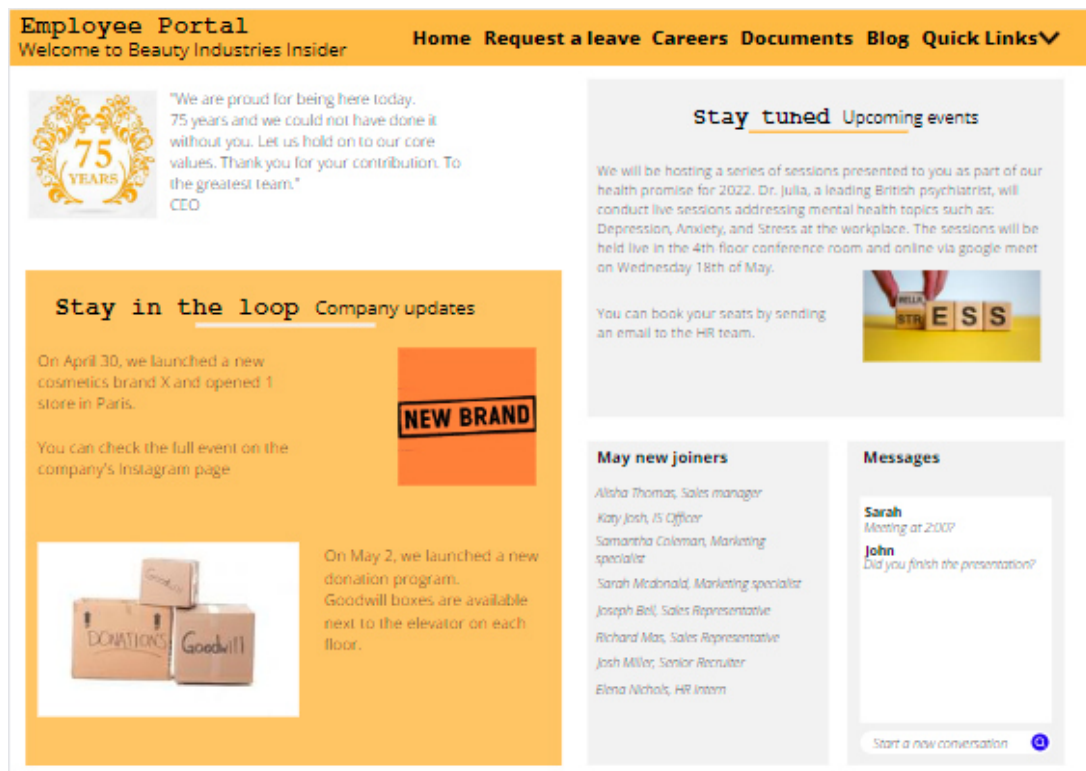 Employee Portal
Welcome to Beauty Industries Insider
Home Request a leave Careers Documents Blog Quick Links
75
YEARS
"We are proud for being here today.
75 years and we could not have done it
without you. Let us hold on to our core
values. Thank you for your contribution. To
the greatest team."
CEO
Stay in the loop Company updates
On April 30, we launched a new
cosmetics brand X and opened 1
store in Paris.
You can check the full event on the
company's Instagram page
NEW BRAND
Goodwill
DONATIONS
Goodwill
On May 2, we launched a new
donation program.
Goodwill boxes are available
next to the elevator on each
floor.
Stay tuned Upcoming events
We will be hosting a series of sessions presented to you as part of our
health promise for 2022. Dr. Julia, a leading British psychiatrist, will
conduct live sessions addressing mental health topics such as:
Depression, Anxiety, and Stress at the workplace. The sessions will be
held live in the 4th floor conference room and online via google meet
on Wednesday 18th of May.
You can book your seats by sending
an email to the HR team.
STR E S S
May new joiners
Alisha Thomas, Sales manager
Katy Josh, IS Officer
Samantha Coleman, Marketing
specialist
Sarah Mcdonald, Marketing specialist
Joseph Bell, Sales Representative
Richard Mas, Sales Representative
Josh Miller, Senior Recruiter
Elena Nichols, HR Intern
Messages
Sarah
Meeting at 2:00?
John
Did you finish the presentation?
Start a new conversation